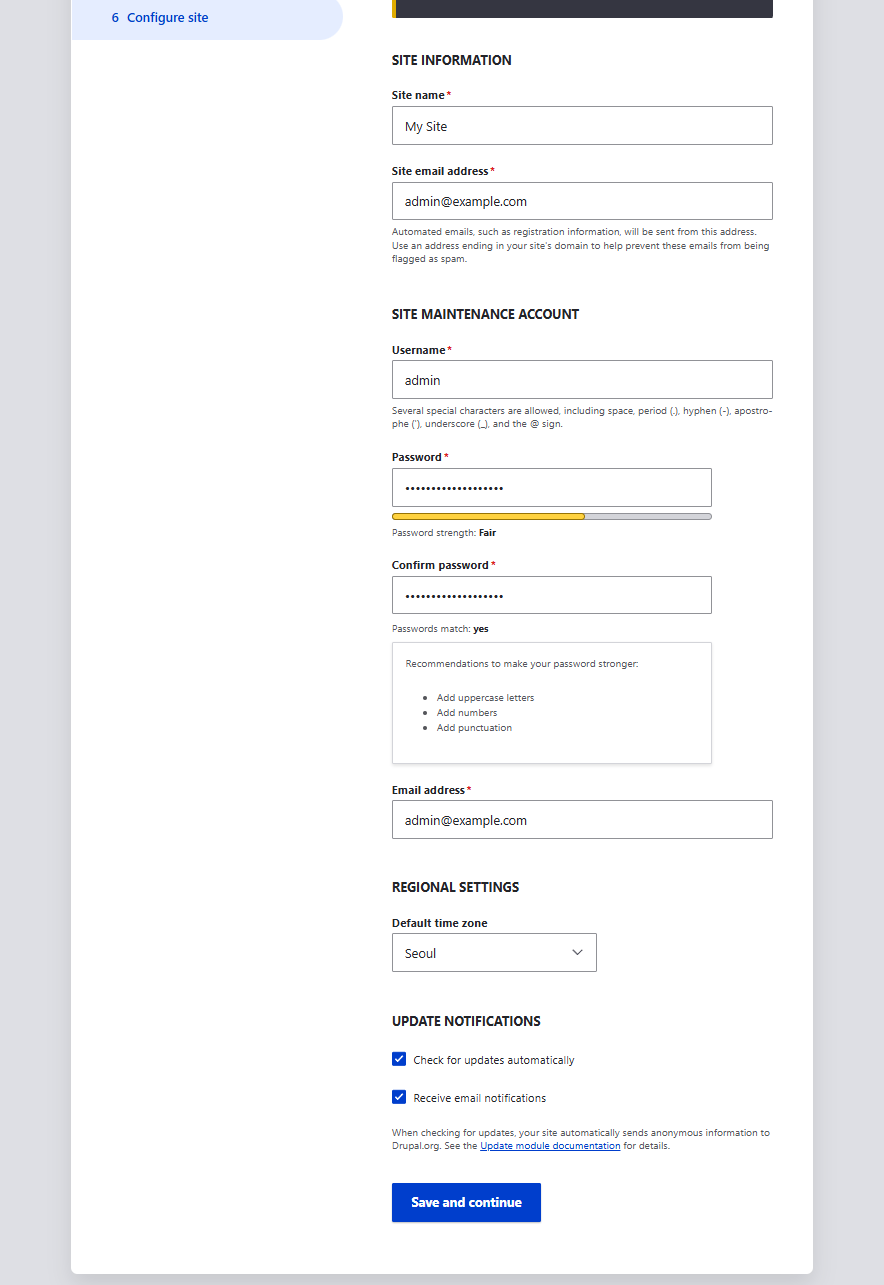 6 Configure site
SITE INFORMATION
Site name*
My Site
Site email address*
admin@example.com
Automated emails, such as registration information, will be sent from this address.
Use an address ending in your site's domain to help prevent these emails from being
flagged as spam.
SITE MAINTENANCE ACCOUNT
Username*
admin
Several special characters are allowed, including space, period (.), hyphen (-), apostro-
phe ('), underscore (_), and the @ sign.
Password*
•••••••••••••••••••
Password strength: Fair
Confirm password*
•••••••••••••••••••
Passwords match: yes
Recommendations to make your password stronger:
• Add uppercase letters
• Add numbers
• Add punctuation
Email address*
admin@example.com
REGIONAL SETTINGS
Default time zone
Seoul
UPDATE NOTIFICATIONS
Check for updates automatically
Receive email notifications
When checking for updates, your site automatically sends anonymous information to
Drupal.org. See the Update module documentation for details.
Save and continue